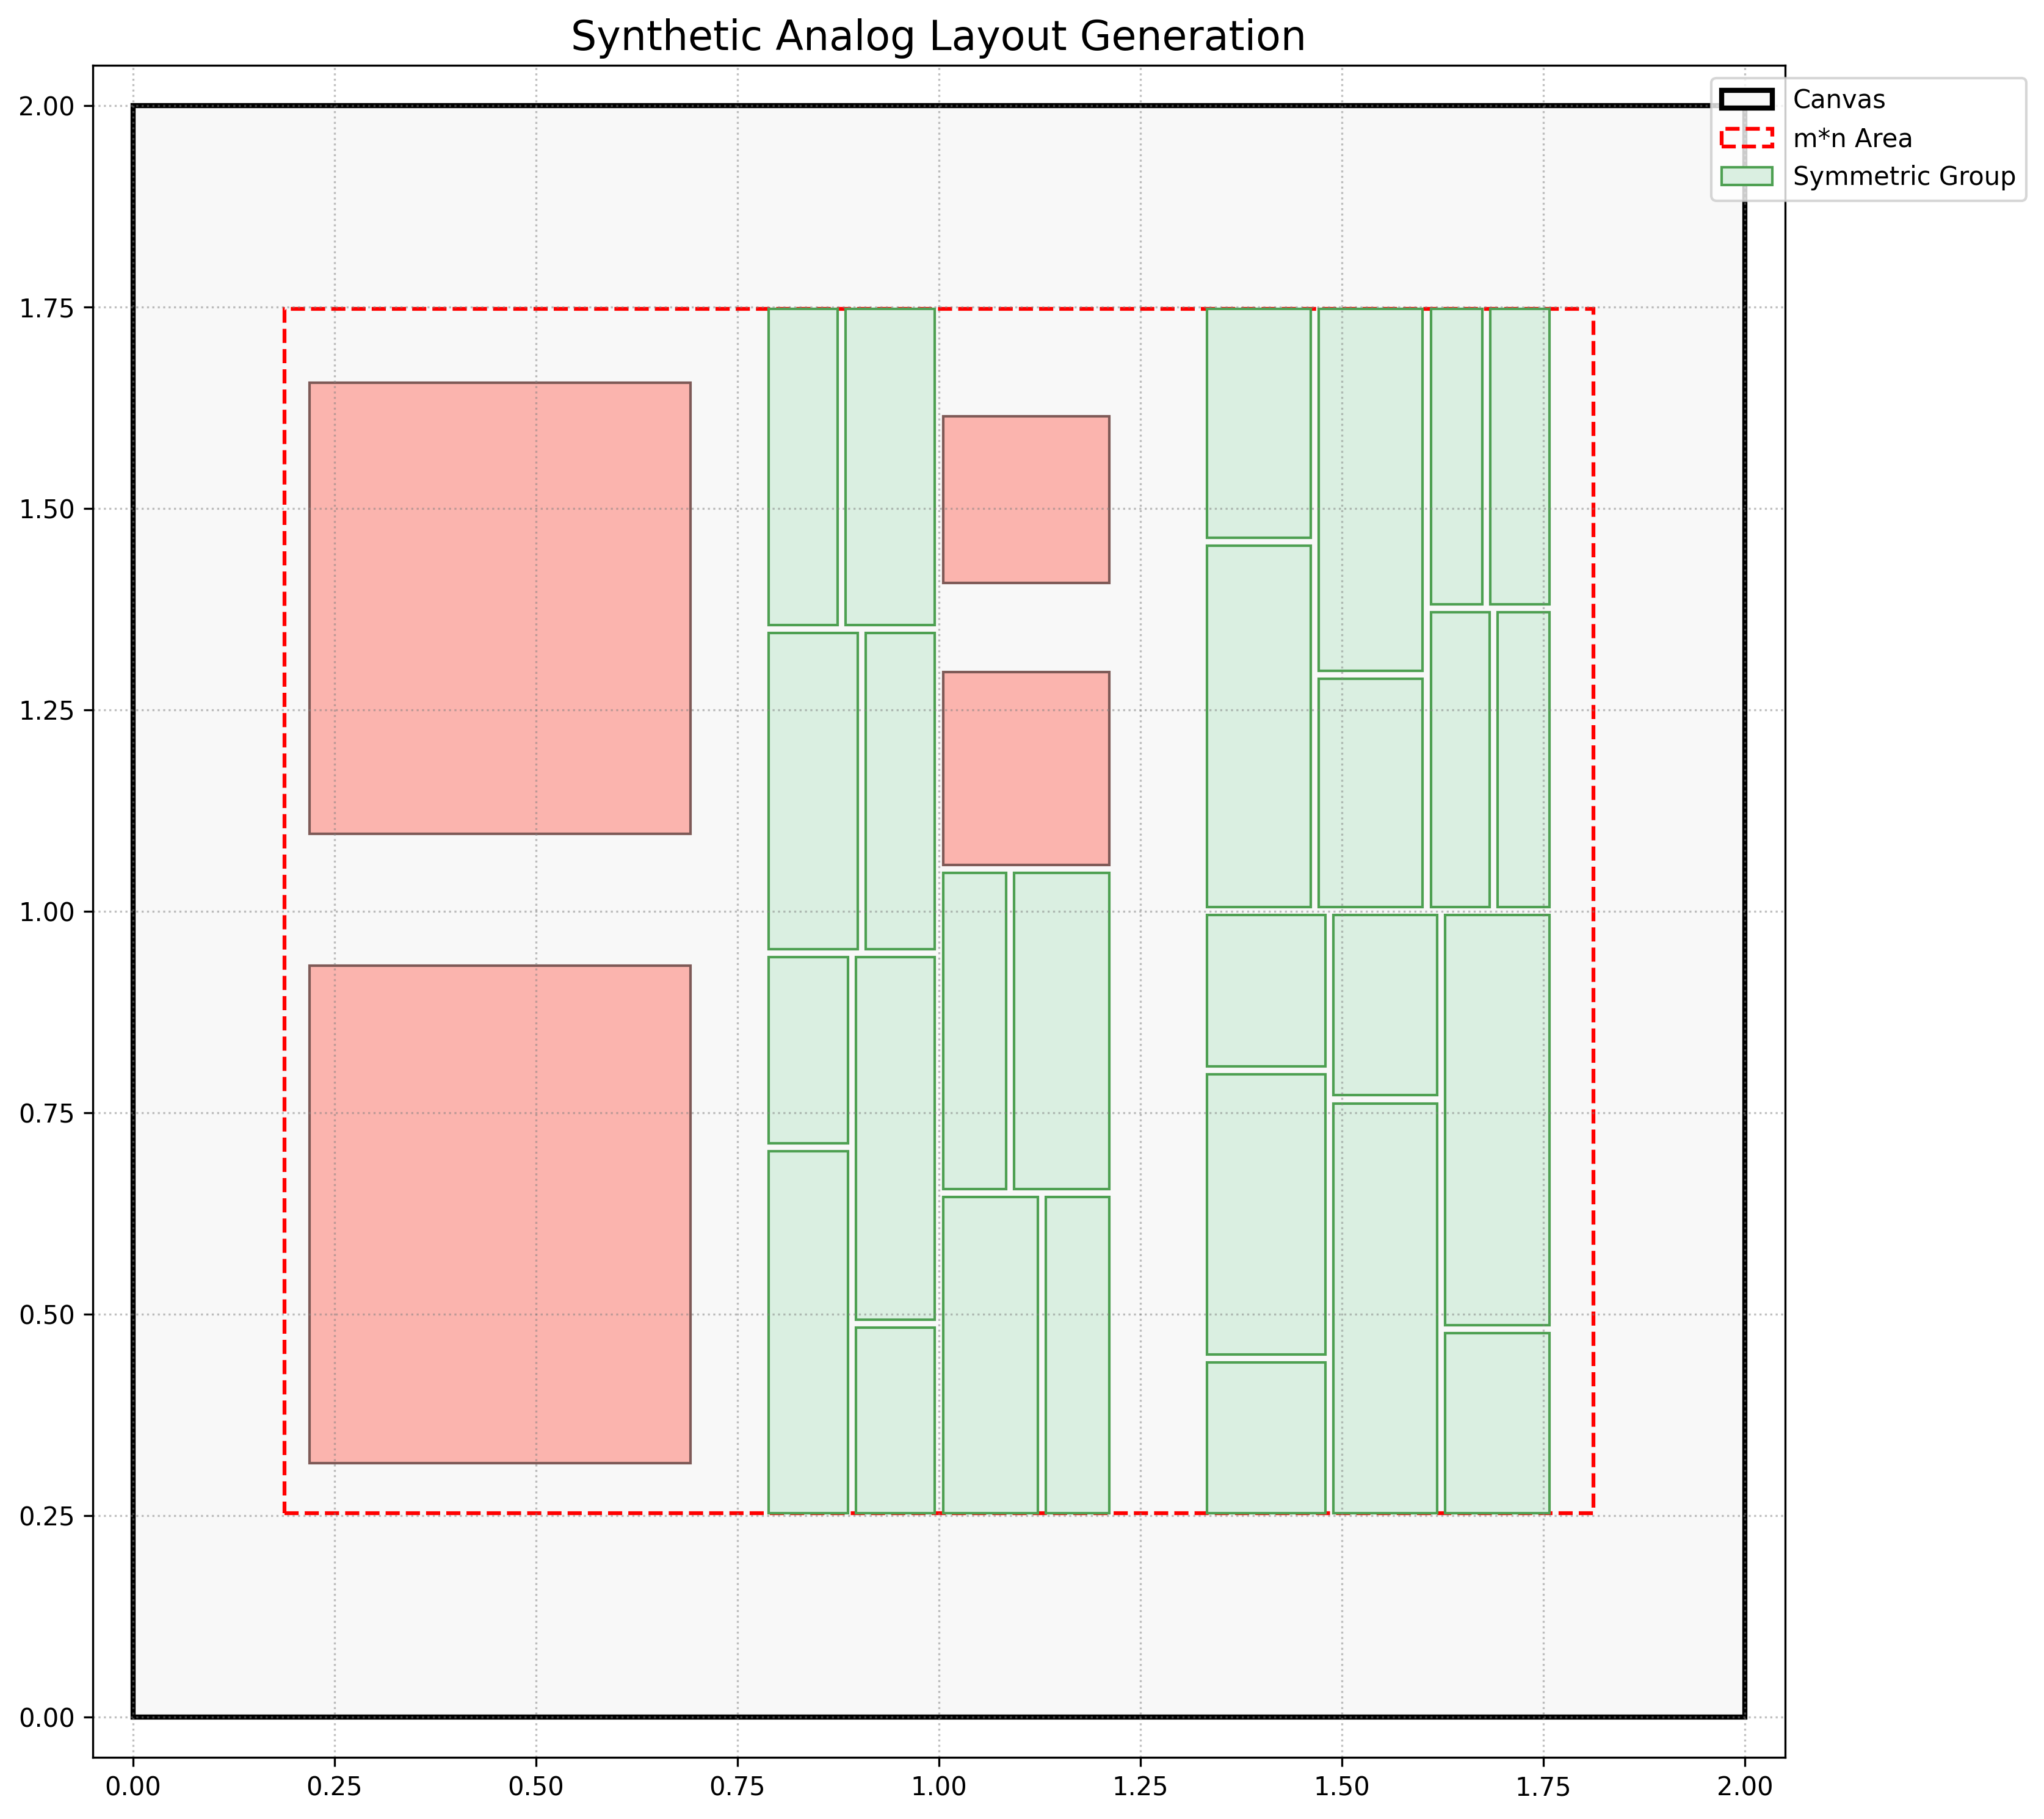 Synthetic Analog Layout Generation
Canvas
m*n Area
Symmetric Group
2.00
1.75
1.50
1.25
1.00
0.75
0.50
0.25
0.00
0.00 0.25 0.50 0.75 1.00 1.25 1.50 1.75 2.00